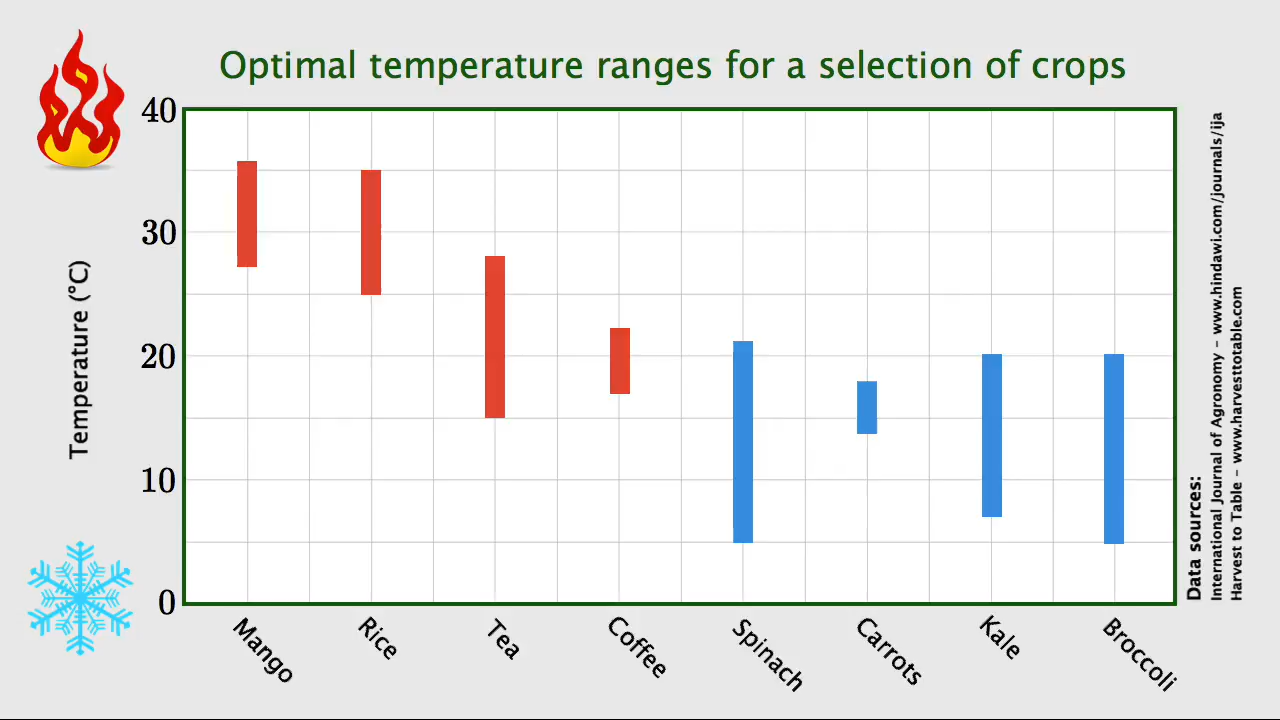 Optimal temperature ranges for a selection of crops
40
30
20
10
0
Temperature (°C)
Mango
Rice
Tea
Coffee
Spinach
Carrots
Kale
Broccoli
Data sources:
International Journal of Agronomy – www.hindawi.com/journals/ija
Harvest to Table – www.harvesttotable.com